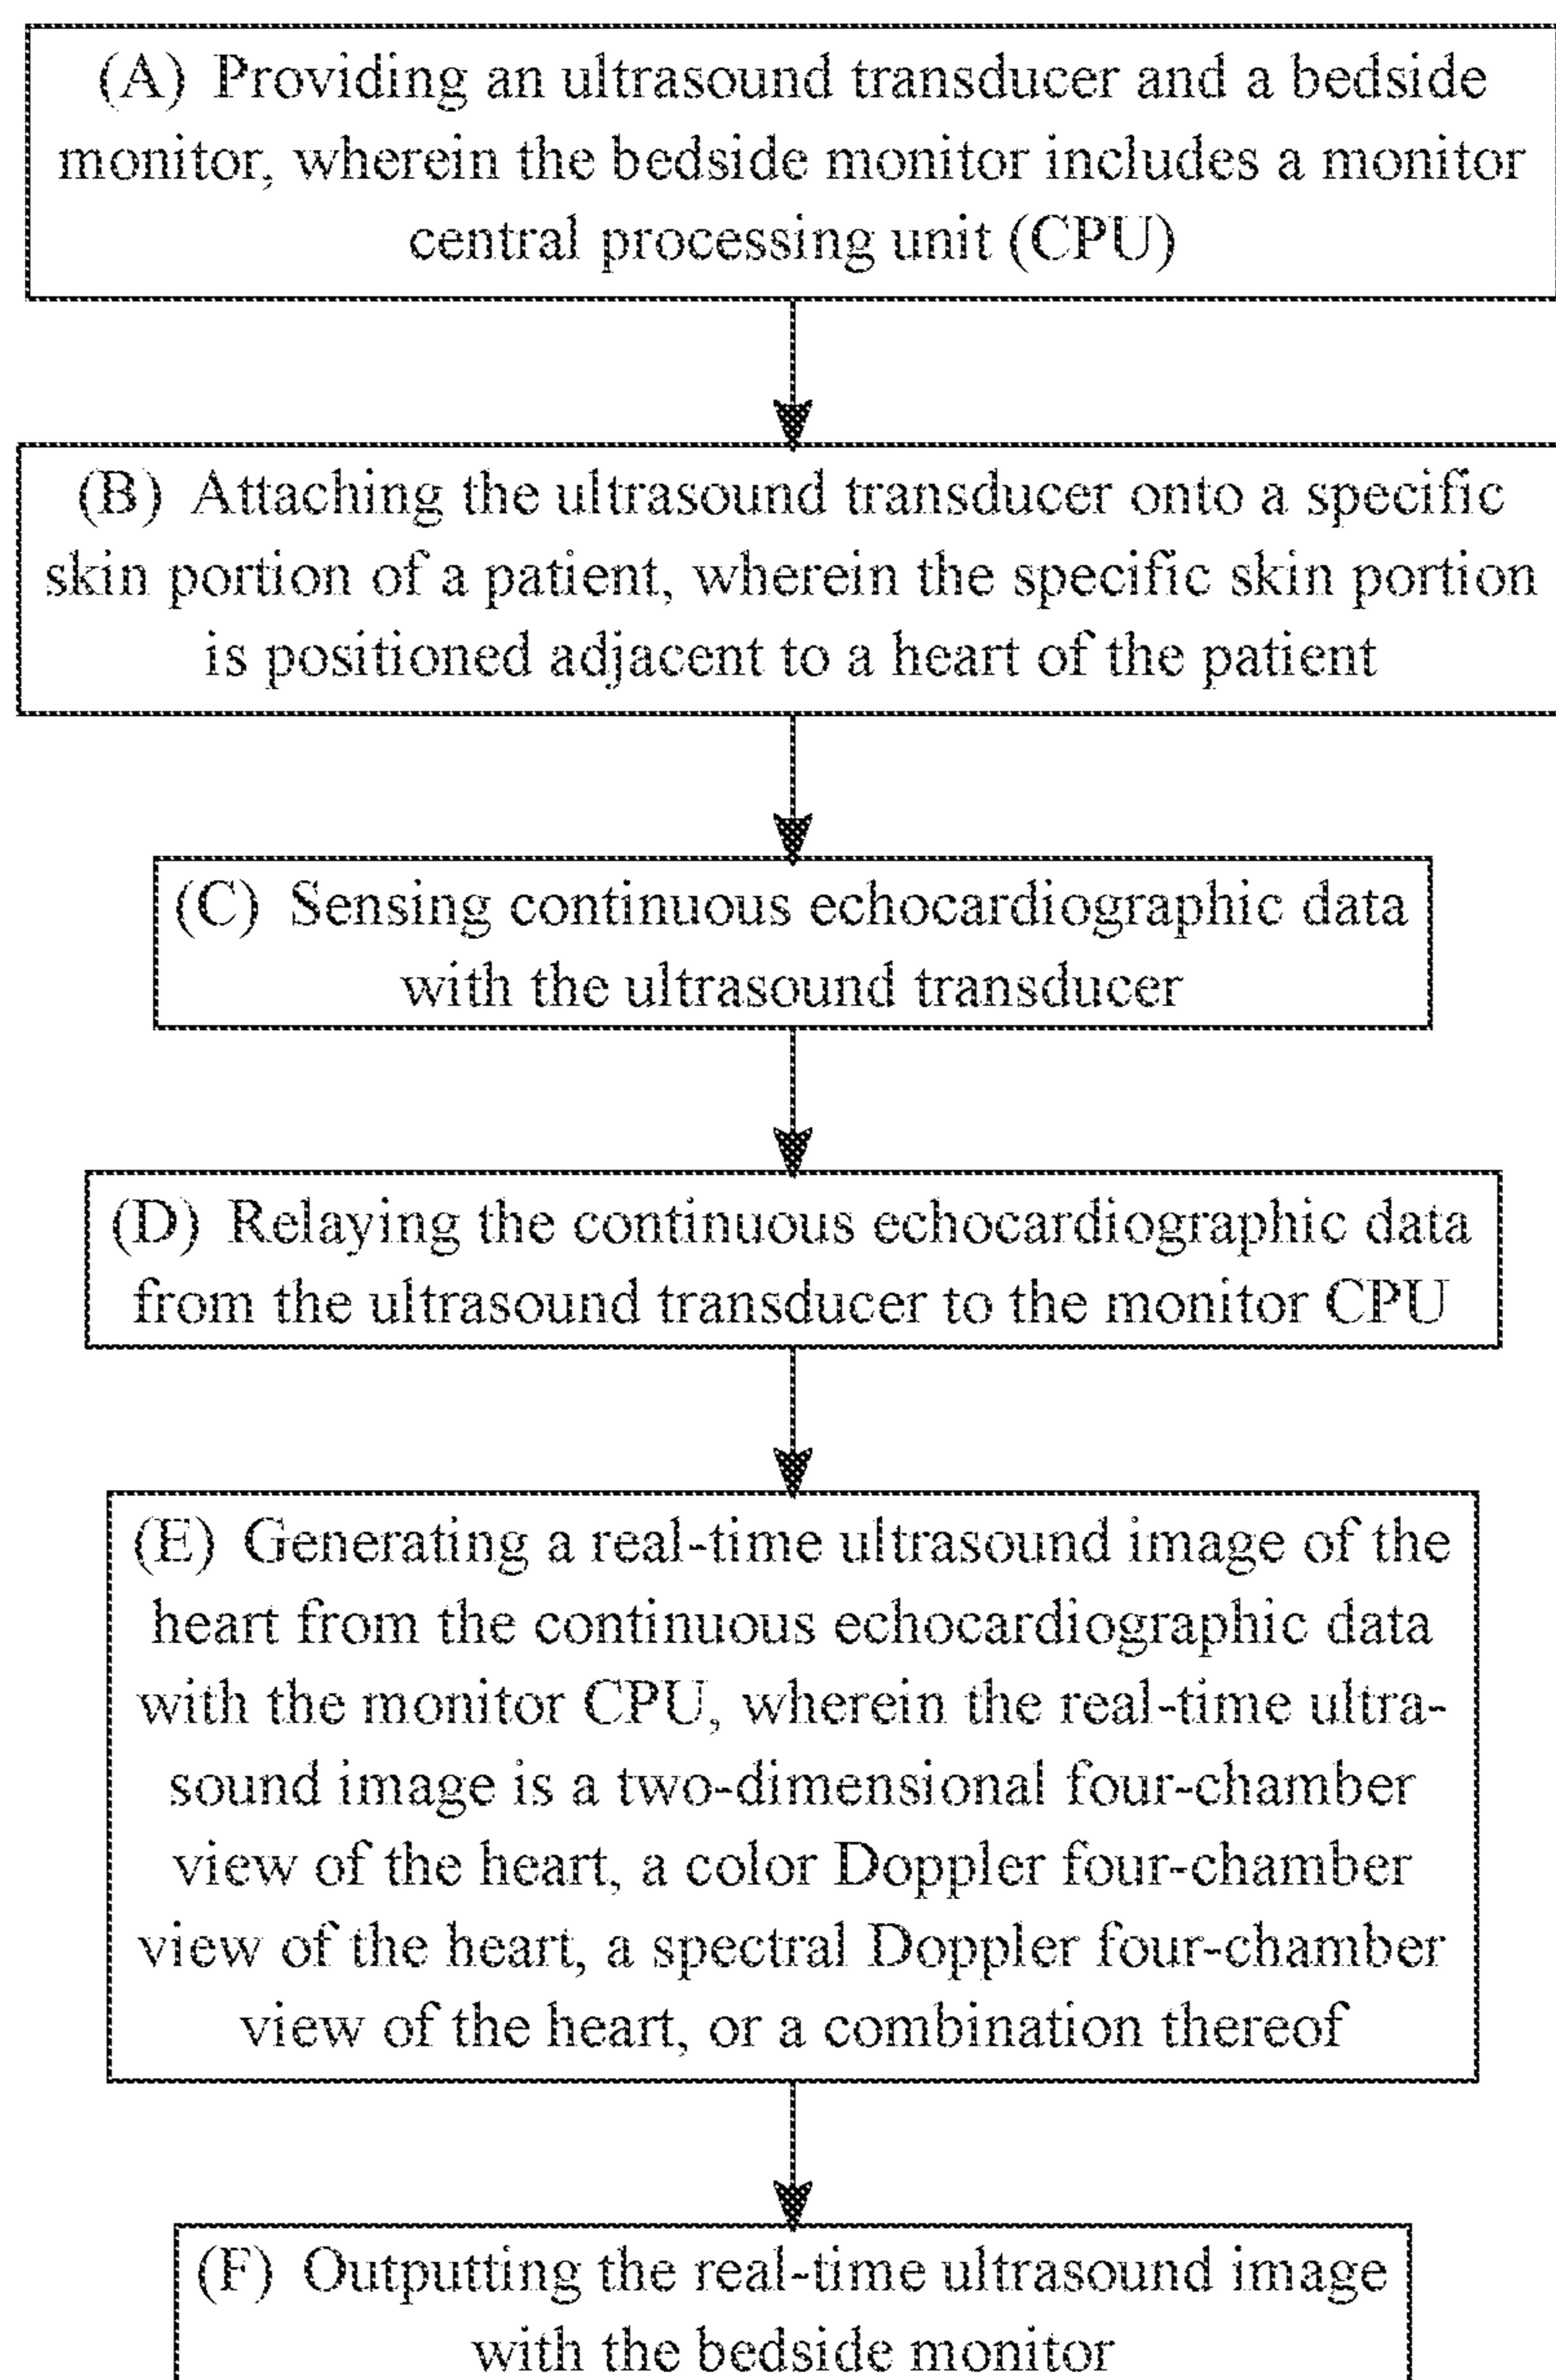 (A) Providing an ultrasound transducer and a bedside
monitor, wherein the bedside monitor includes a monitor
central processing unit (CPU)
(B) Attaching the ultrasound transducer onto a specific
skin portion of a patient, wherein the specific skin portion
is positioned adjacent to a heart of the patient
(C) Sensing continuous echocardiographic data
with the ultrasound transducer
(D) Relaying the continuous echocardiographic data
from the ultrasound transducer to the monitor CPU
(E) Generating a real-time ultrasound image of the
heart from the continuous echocardiographic data
with the monitor CPU, wherein the real-time ultra-
sound image is a two-dimensional four-chamber
view of the heart, a color Doppler four-chamber
view of the heart, a spectral Doppler four-chamber
view of the heart, or a combination thereof
(F) Outputting the real-time ultrasound image
with the bedside monitor